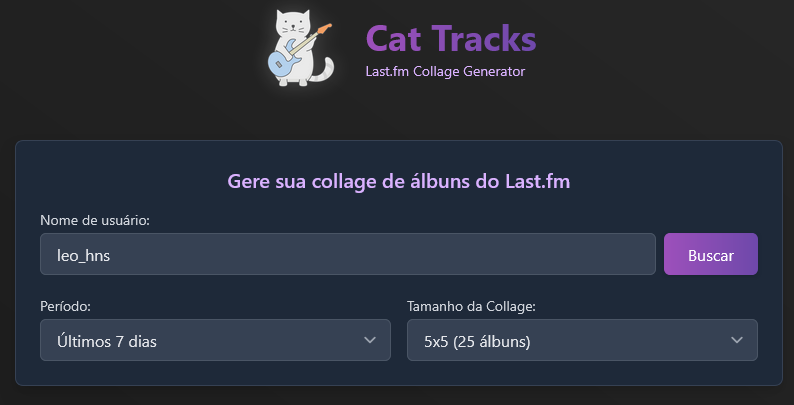 Cat Tracks
Last.fm Collage Generator
Gere sua collage de álbuns do Last.fm
Nome de usuário:
leo_hns
Buscar
Período:
Tamanho da Collage:
Últimos 7 dias
5x5 (25 álbuns)